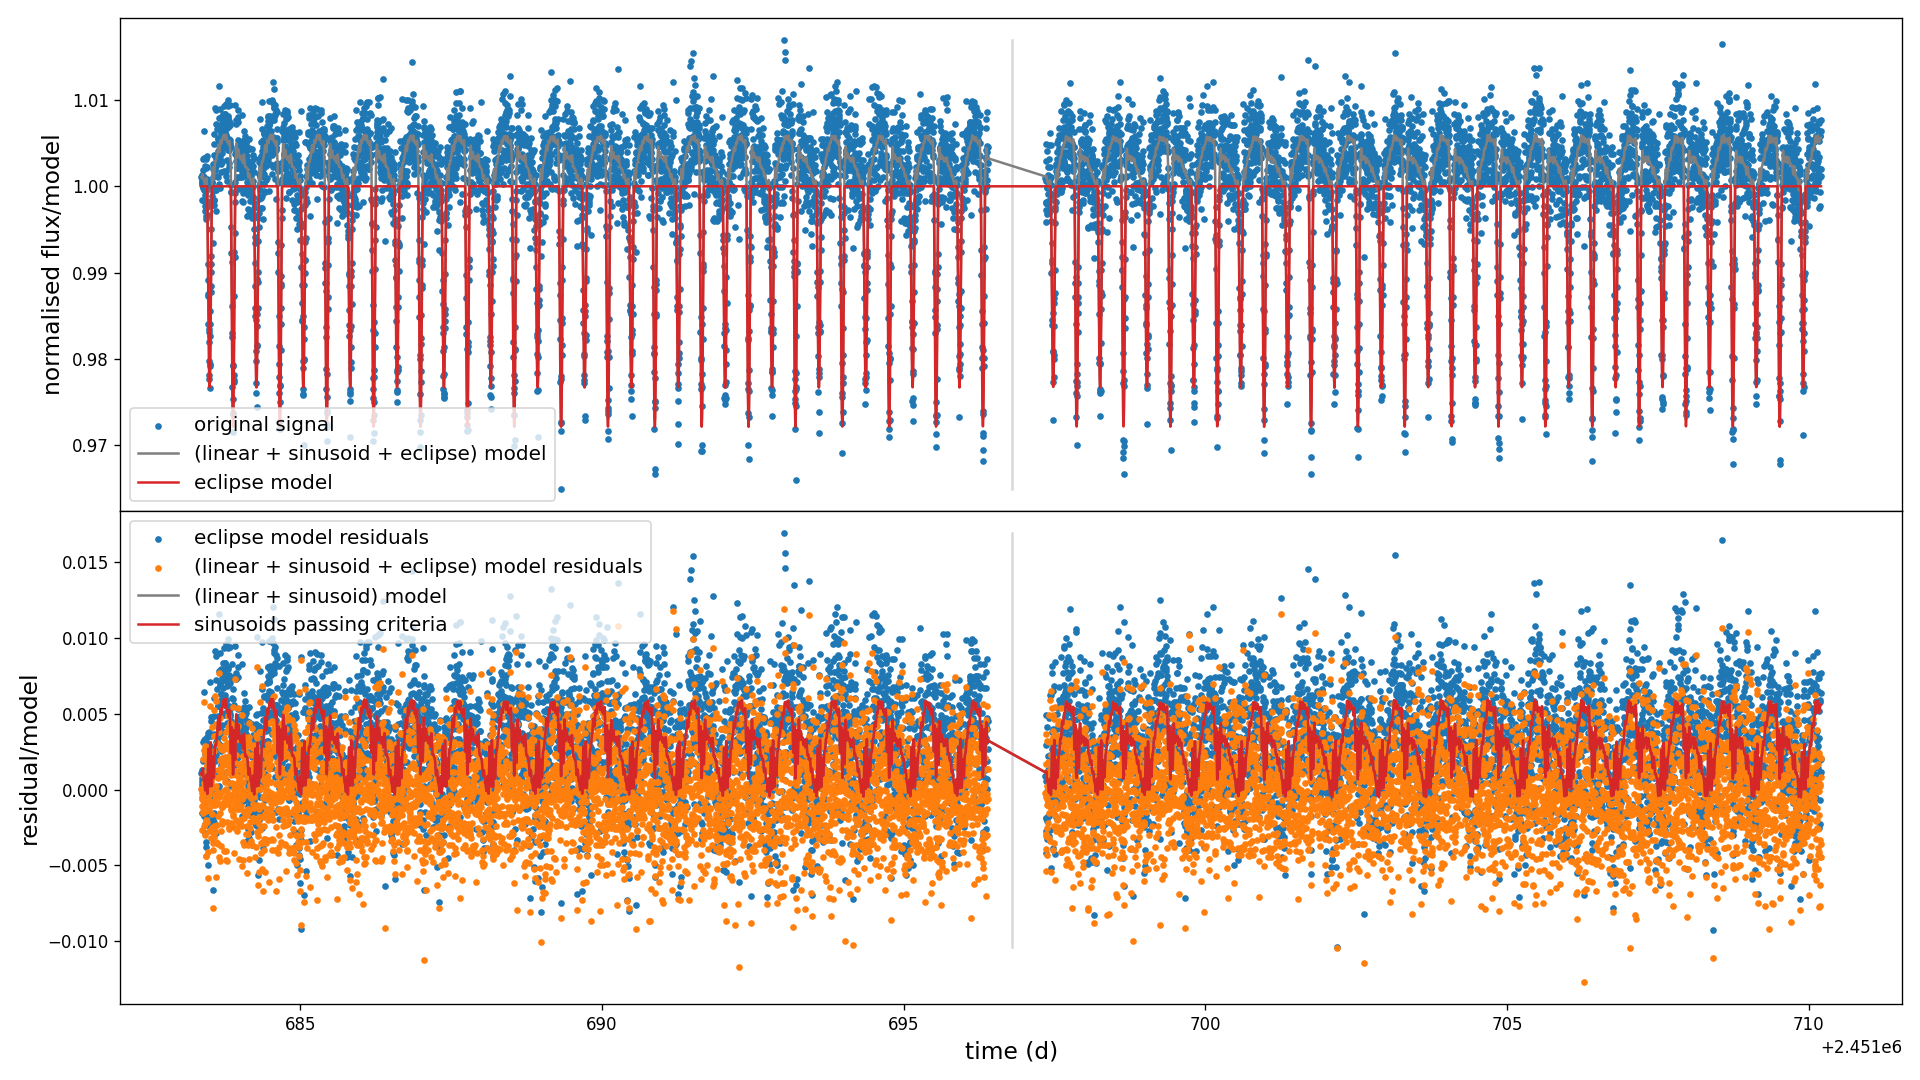 normalised flux/model
1.01
1.00
0.99
0.98
0.97
original signal
(linear + sinusoid + eclipse) model
eclipse model
residual/model
0.015
0.010
0.005
0.000
−0.005
−0.010
eclipse model residuals
(linear + sinusoid + eclipse) model residuals
(linear + sinusoid) model
sinusoids passing criteria
685
690
695
700
705
710
time (d)
+2.451e6